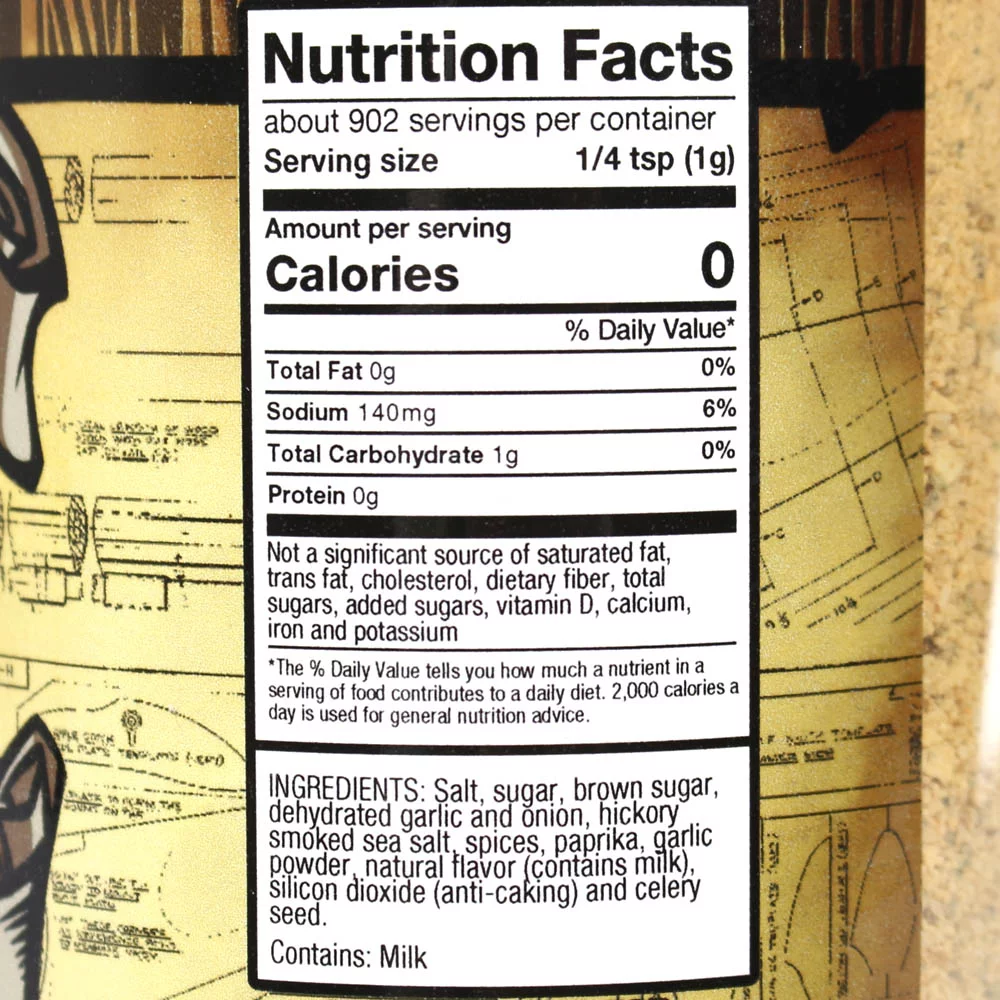 Nutrition Facts
about 902 servings per container
Serving size 1/4 tsp (1g)
Amount per serving
Calories 0
% Daily Value*
Total Fat 0g 0%
Sodium 140mg 6%
Total Carbohydrate 1g 0%
Protein 0g
Not a significant source of saturated fat,
trans fat, cholesterol, dietary fiber, total
sugars, added sugars, vitamin D, calcium,
iron and potassium
*The % Daily Value tells you how much a nutrient in a
serving of food contributes to a daily diet. 2,000 calories a
day is used for general nutrition advice.
INGREDIENTS: Salt, sugar, brown sugar,
dehydrated garlic and onion, hickory
smoked sea salt, spices, paprika, garlic
powder, natural flavor (contains milk),
silicon dioxide (anti-caking) and celery
seed.
Contains: Milk